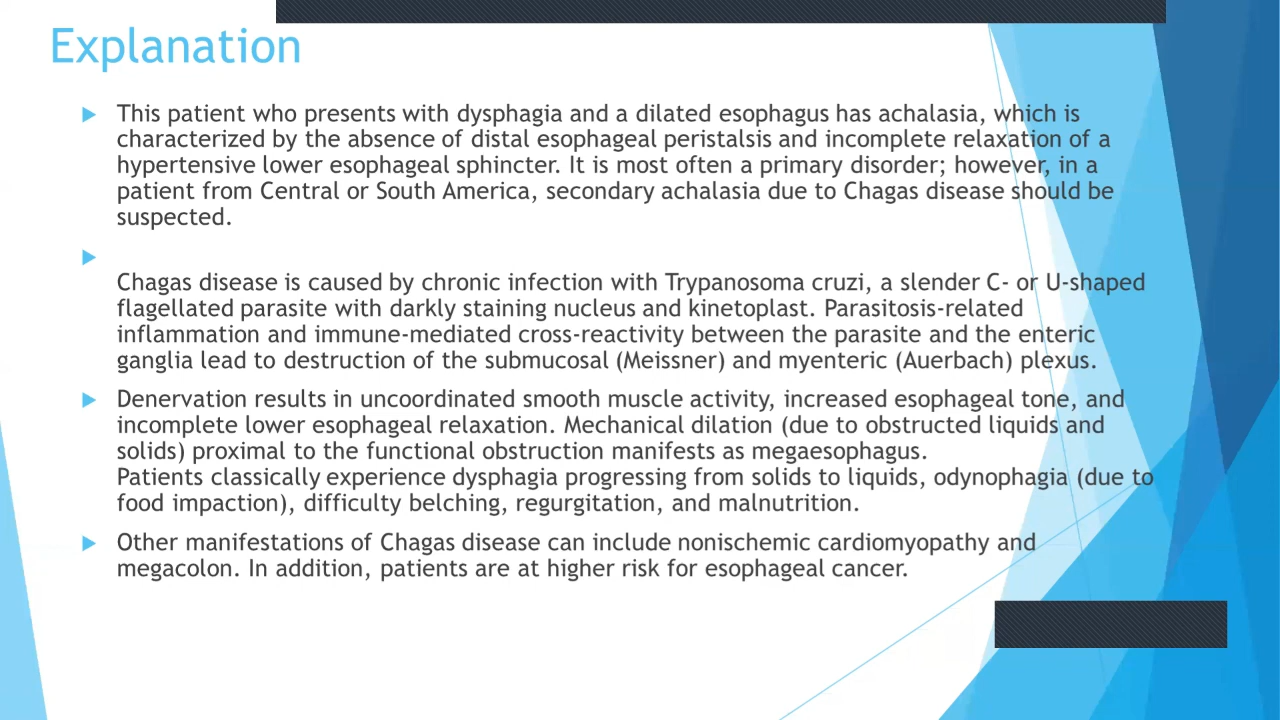 Explanation
This patient who presents with dysphagia and a dilated esophagus has achalasia, which is
characterized by the absence of distal esophageal peristalsis and incomplete relaxation of a
hypertensive lower esophageal sphincter. It is most often a primary disorder; however, in a
patient from Central or South America, secondary achalasia due to Chagas disease should be
suspected.
Chagas disease is caused by chronic infection with Trypanosoma cruzi, a slender C- or U-shaped
flagellated parasite with darkly staining nucleus and kinetoplast. Parasitosis-related
inflammation and immune-mediated cross-reactivity between the parasite and the enteric
ganglia lead to destruction of the submucosal (Meissner) and myenteric (Auerbach) plexus.
Denervation results in uncoordinated smooth muscle activity, increased esophageal tone, and
incomplete lower esophageal relaxation. Mechanical dilation (due to obstructed liquids and
solids) proximal to the functional obstruction manifests as megaesophagus.
Patients classically experience dysphagia progressing from solids to liquids, odynophagia (due to
food impaction), difficulty belching, regurgitation, and malnutrition.
Other manifestations of Chagas disease can include nonischemic cardiomyopathy and
megacolon. In addition, patients are at higher risk for esophageal cancer.